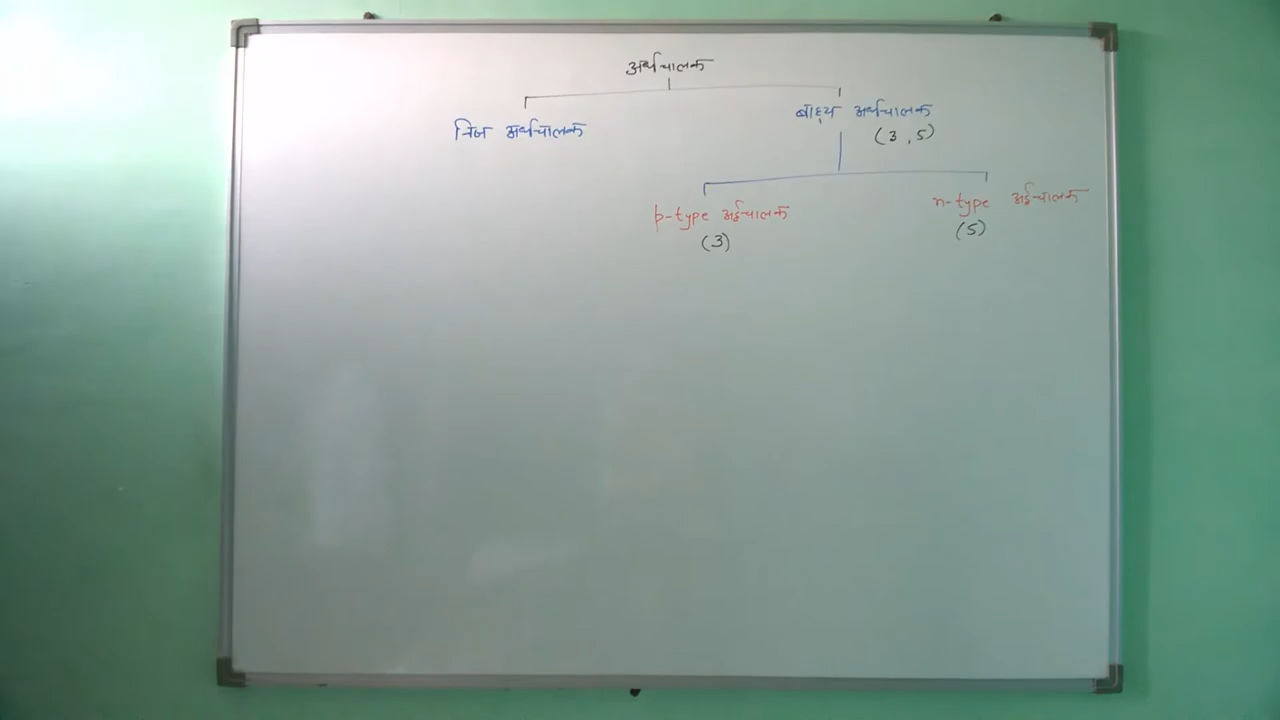 अर्धचालक
निज अर्धचालक
बाह्य अर्धचालक
(3,5)
p-type अर्द्धचालक
(3)
n-type अर्द्धचालक
(5)